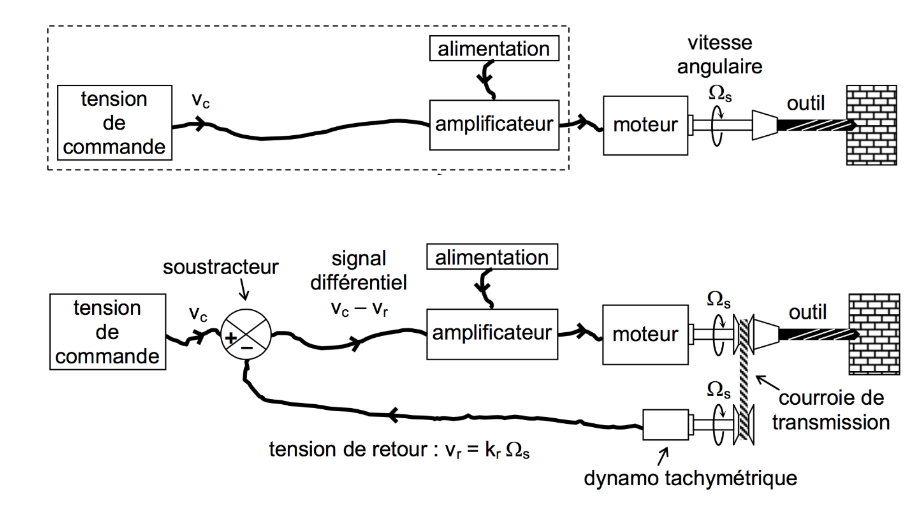 alimentation
vitesse
angulaire
tension
de
commande
vc
amplificateur
moteur
Ωs
outil
soustracteur
signal
différentiel
vc – vr
alimentation
tension
de
commande
vc
+
–
amplificateur
moteur
Ωs
outil
Ωs
courroie de
transmission
tension de retour : vr = kr Ωs
dynamo tachymétrique